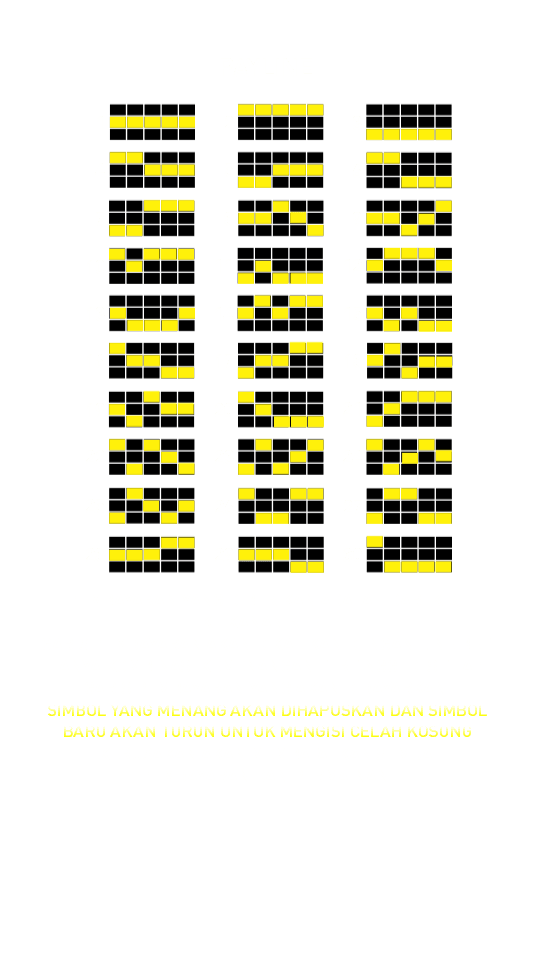 SIMBOL YANG MENANG AKAN DIHAPUSKAN DAN SIMBOL
BARU AKAN TURUN UNTUK MENGISI CELAH KOSONG